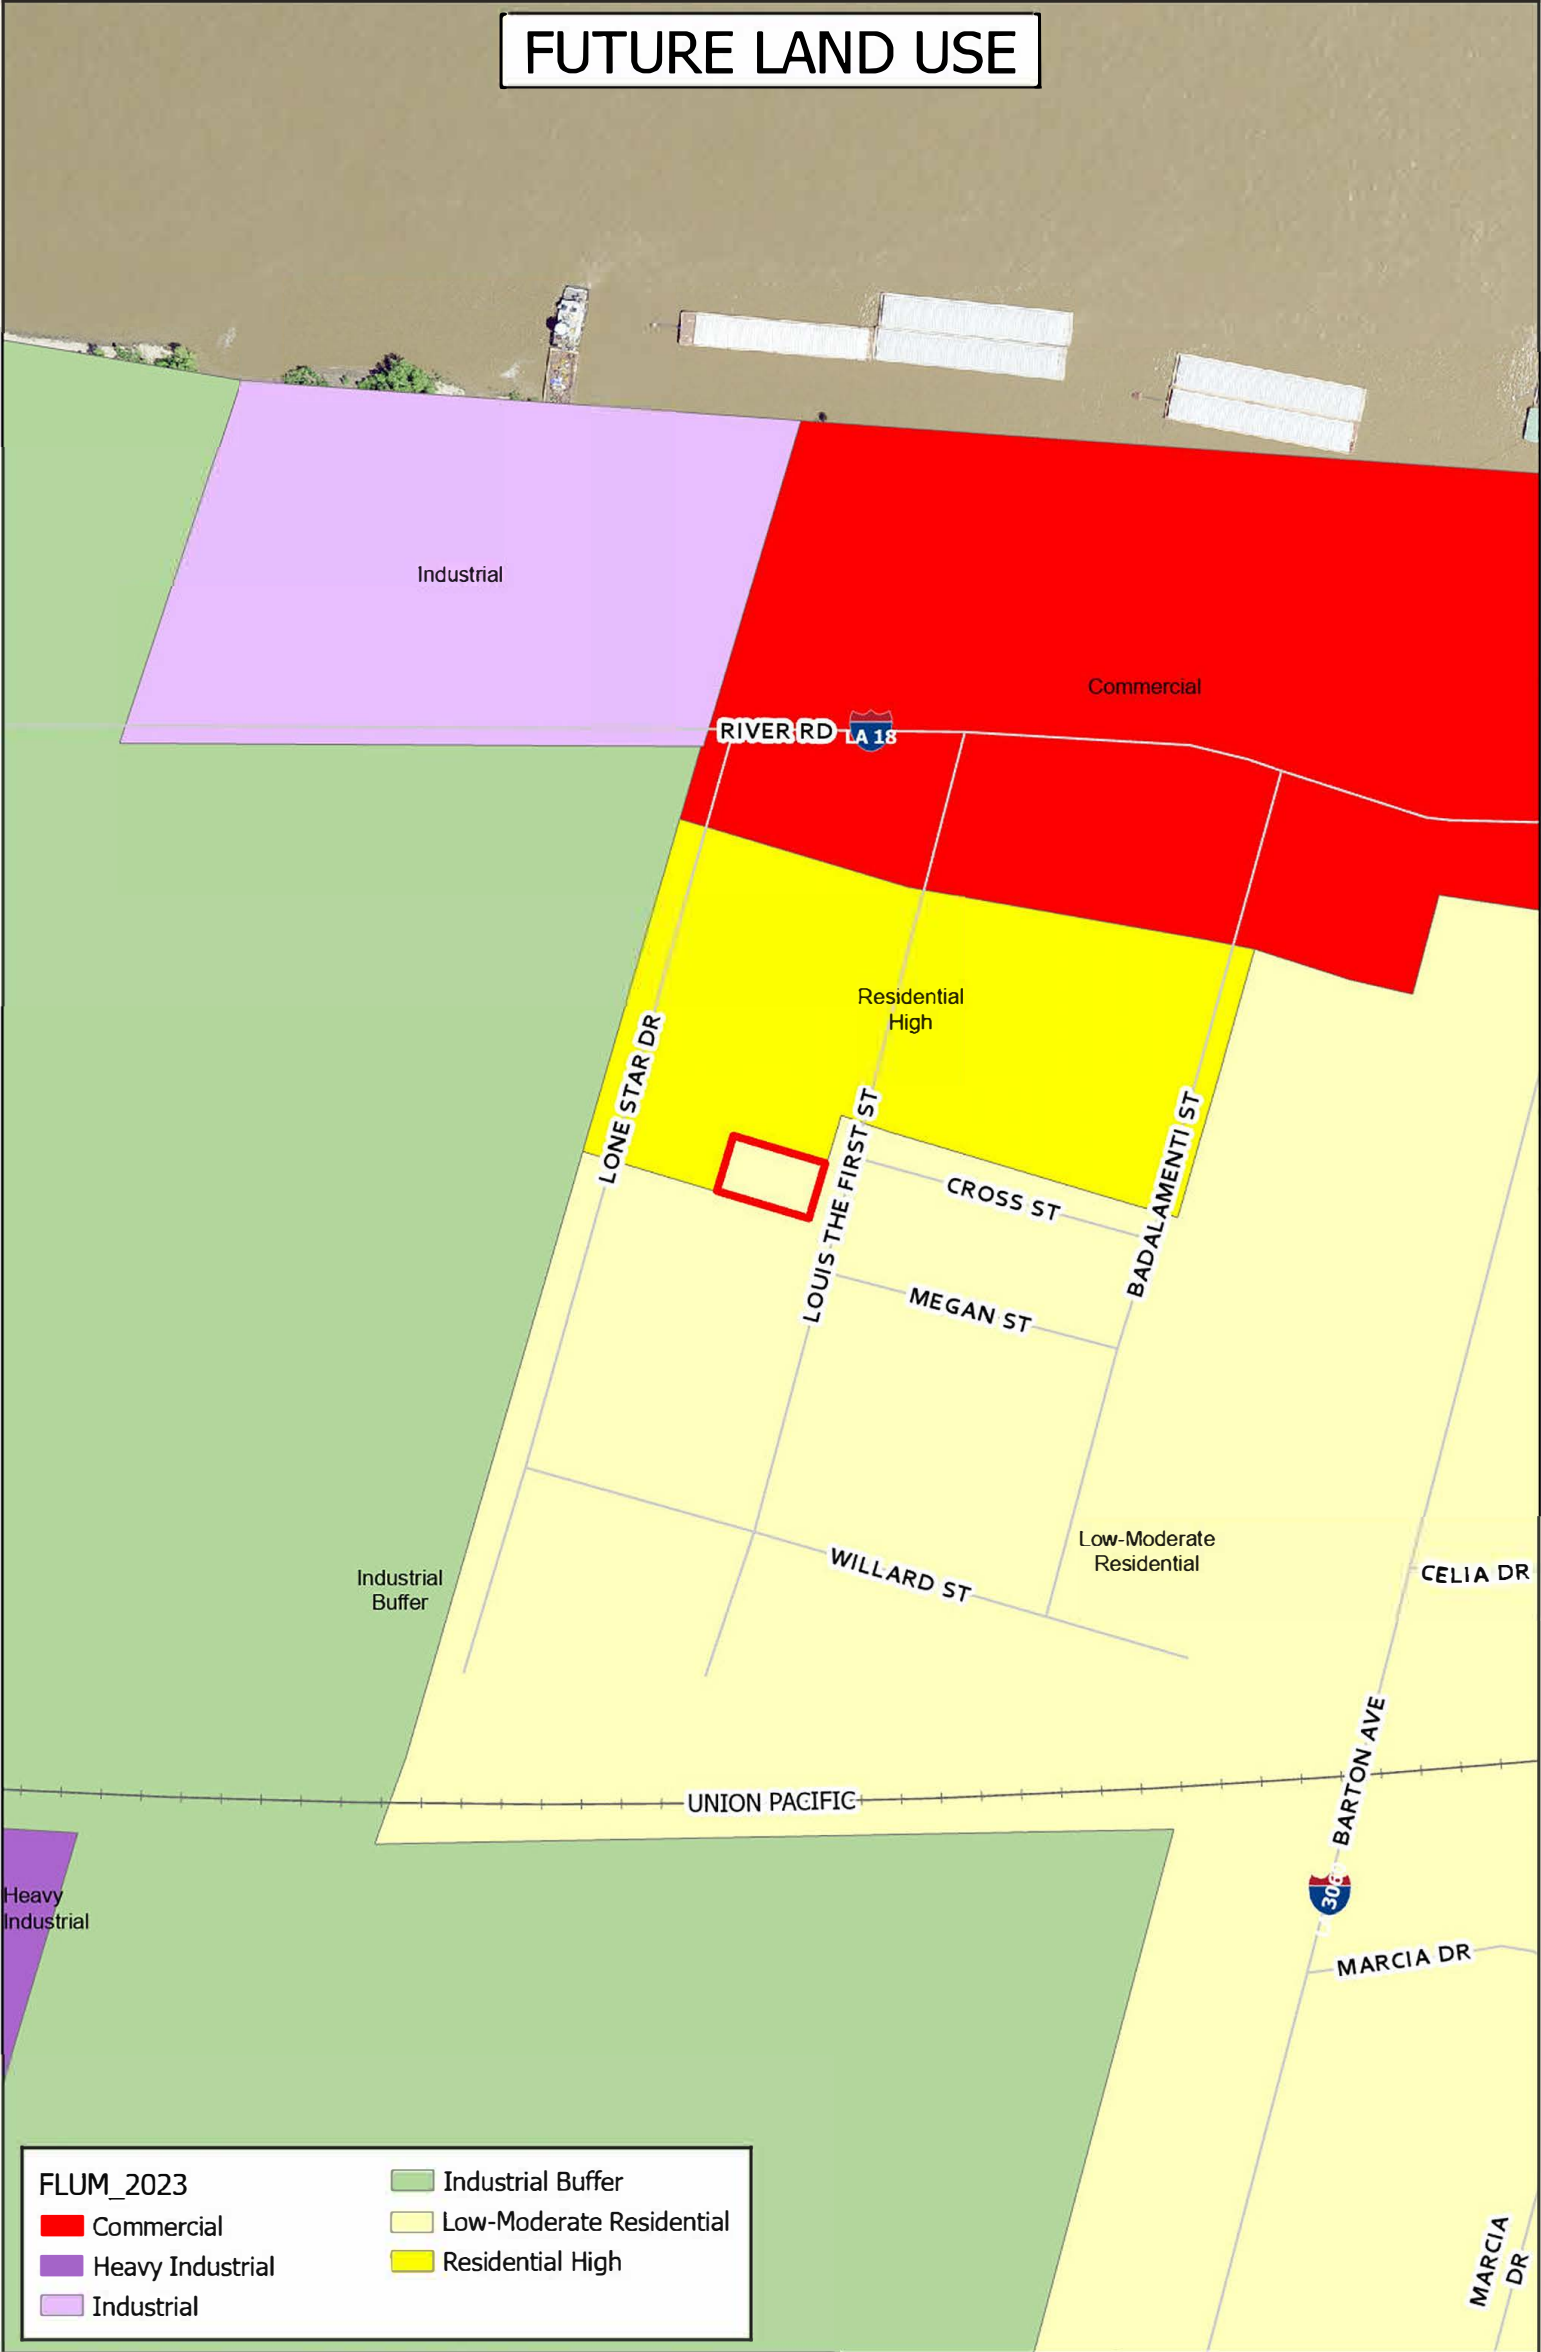 FUTURE LAND USE
Industrial
Commercial
RIVER RD
LA 18
Residential
High
LONE STAR DR
LOUIS THE FIRST ST
BADALAMENTI ST
CROSS ST
MEGAN ST
WILLARD ST
Low-Moderate
Residential
CELIA DR
Industrial
Buffer
BARTON AVE
UNION PACIFIC
Heavy
Industrial
MARCIA DR
MARCIA
DR
FLUM_2023
Commercial
Heavy Industrial
Industrial
Industrial Buffer
Low-Moderate Residential
Residential High